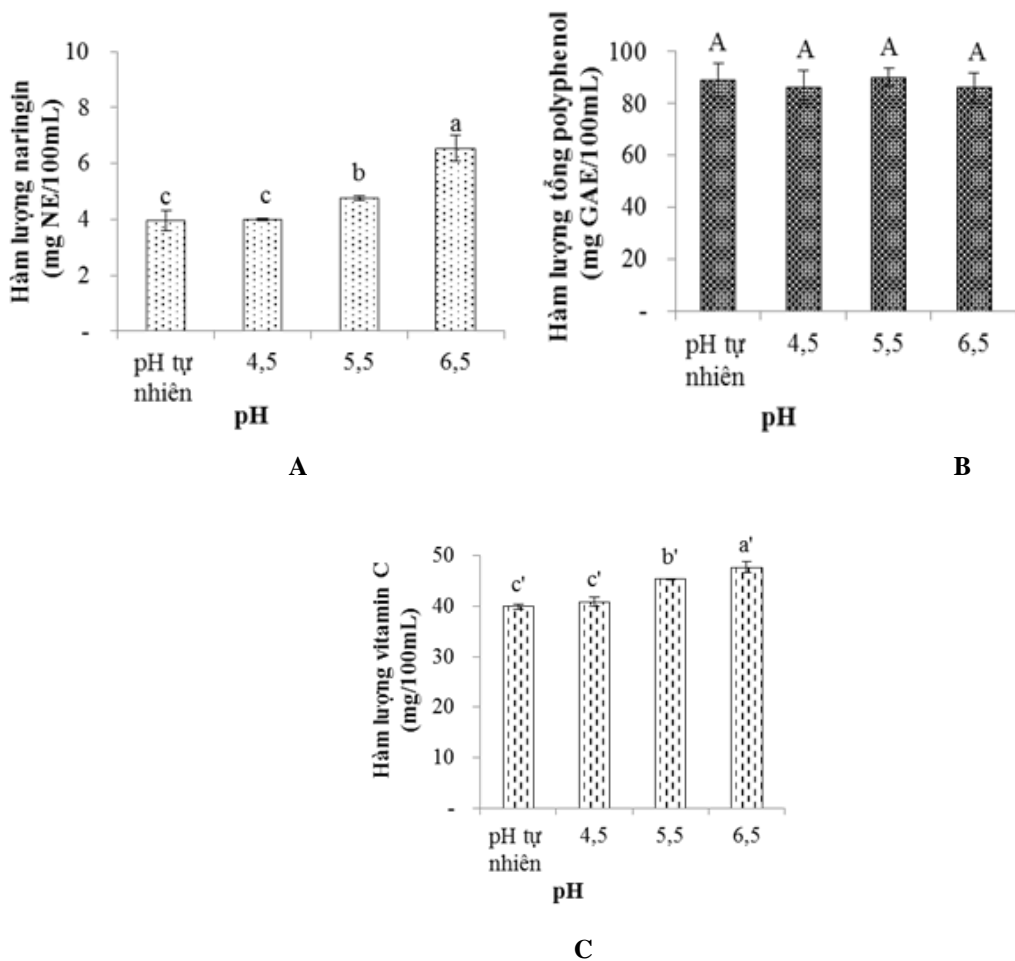 Hàm lượng naringin
(mg NE/100mL)
10
8
6
4
2
-
c
c
b
a
pH tự nhiên
4,5
5,5
6,5
pH
A
Hàm lượng tổng polyphenol
(mg GAE/100mL)
100
80
60
40
20
-
A
A
A
A
pH tự nhiên
4,5
5,5
6,5
pH
B
Hàm lượng vitamin C
(mg/100mL)
50
40
30
20
10
-
c'
c'
b'
a'
pH tự nhiên
4,5
5,5
6,5
pH
C